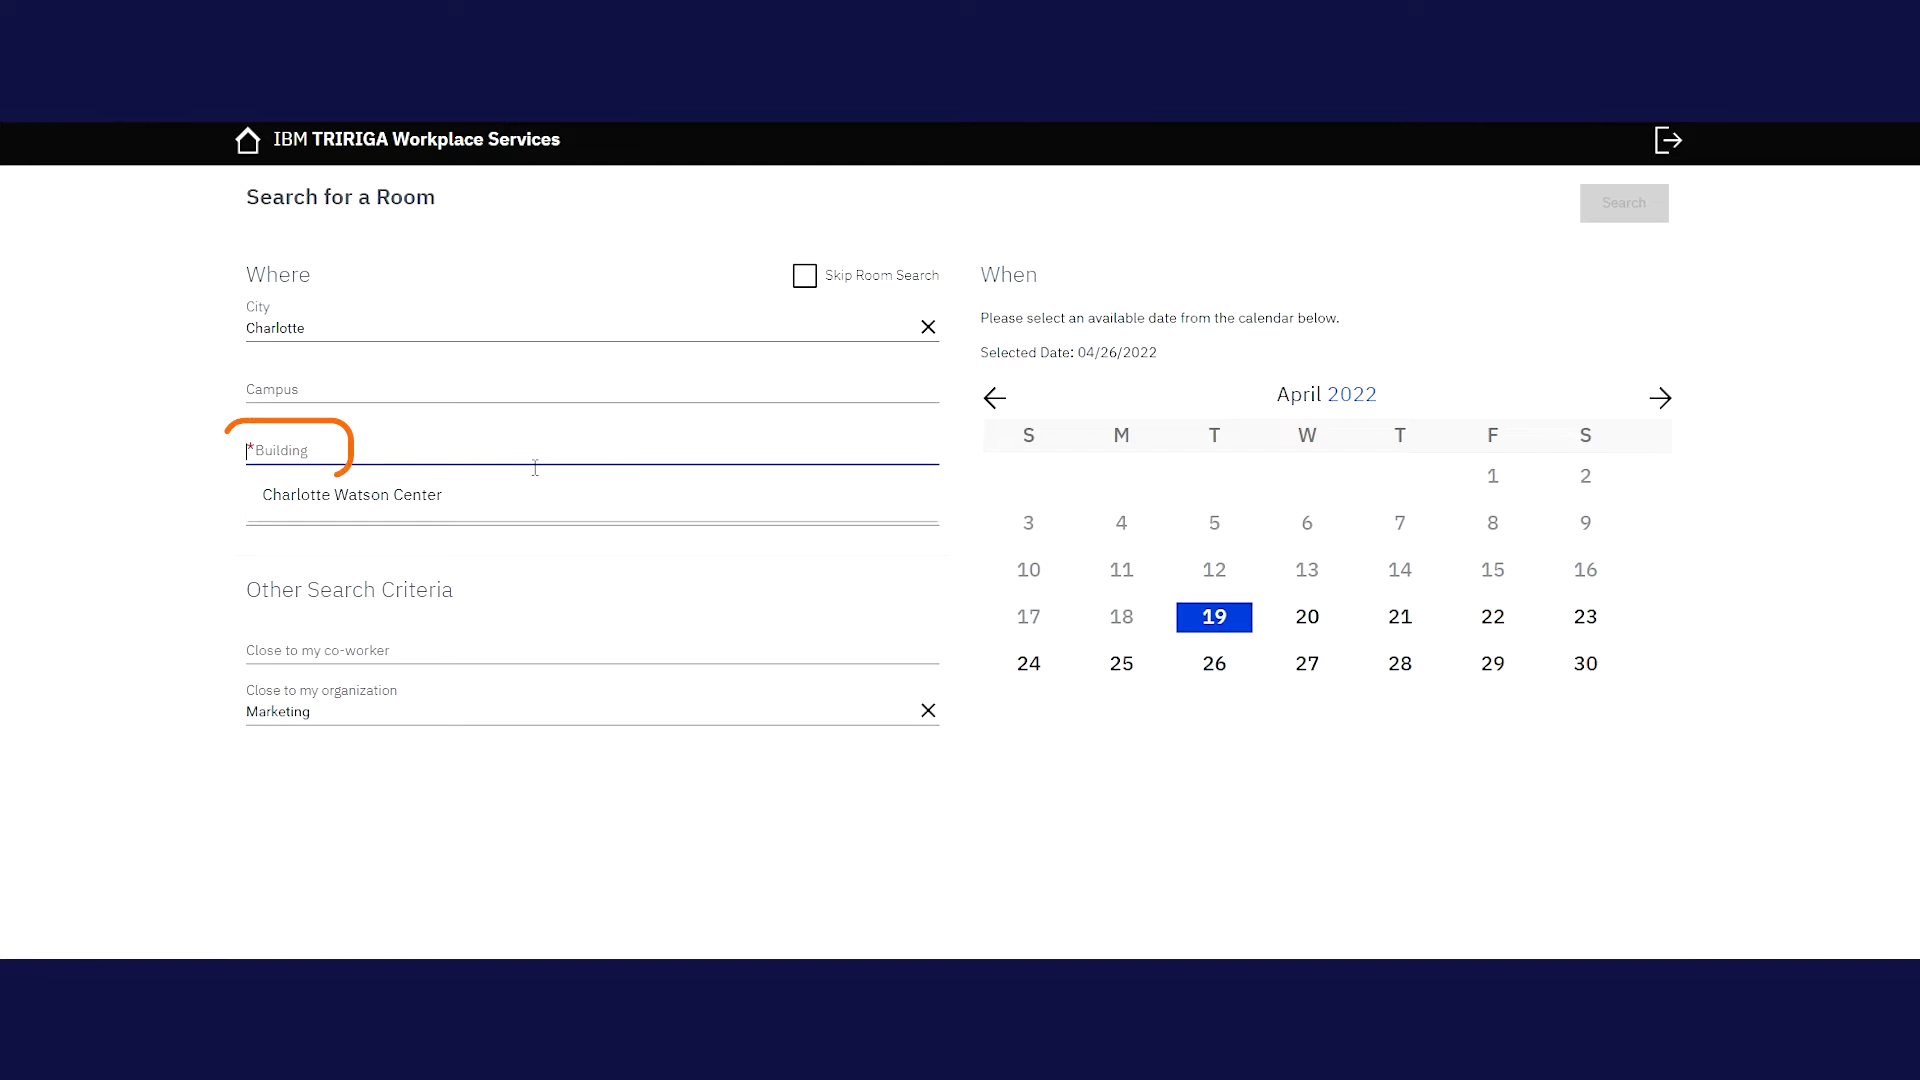 IBM TRIRIGA Workplace Services
Search for a Room
Search
Where
Skip Room Search
City
Charlotte
Campus
*Building
Charlotte Watson Center
Other Search Criteria
Close to my co-worker
Close to my organization
Marketing
When
Please select an available date from the calendar below.
Selected Date: 04/26/2022
April 2022
S M T W T F S
1 2
3 4 5 6 7 8 9
10 11 12 13 14 15 16
17 18 19 20 21 22 23
24 25 26 27 28 29 30